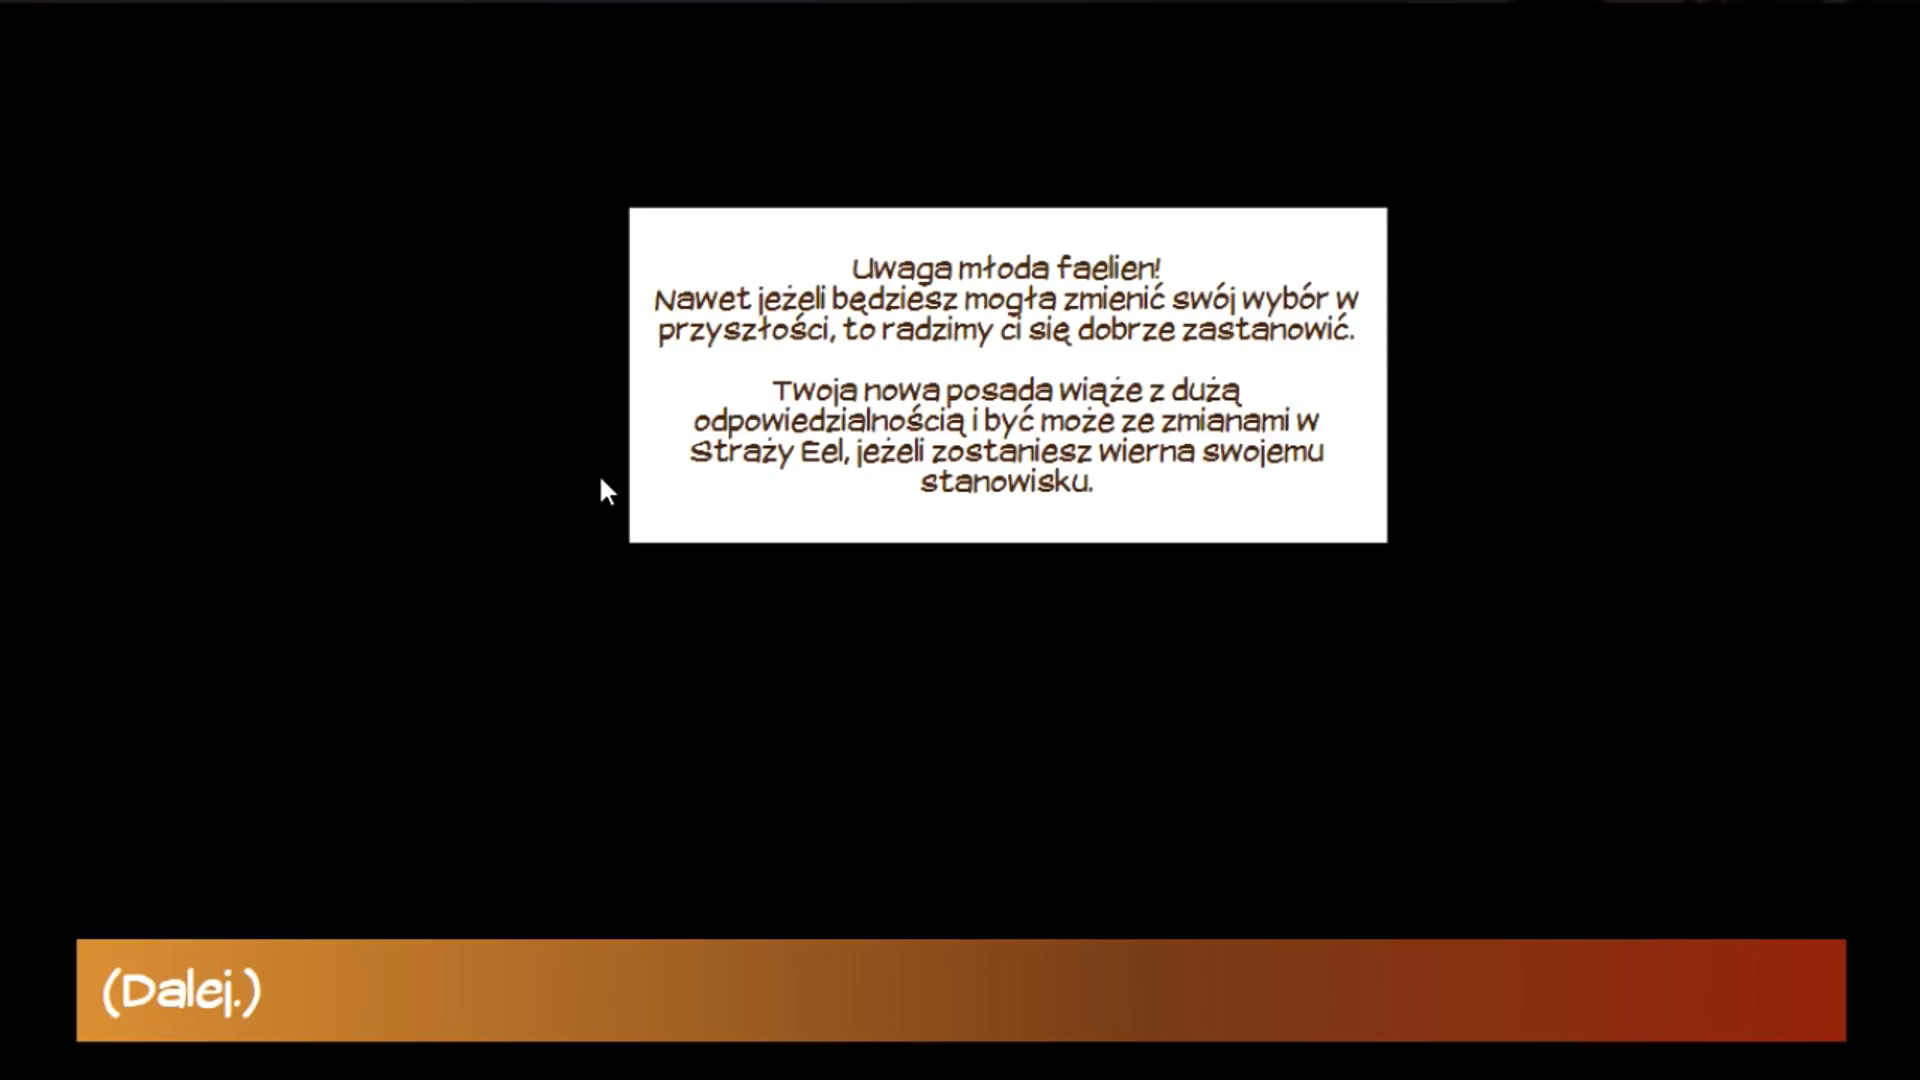 Uwaga młoda faelien!
Nawet jeżeli będziesz mogła zmienić swój wybór w
przyszłości, to radzimy ci się dobrze zastanowić.
Twoja nowa posada wiąże z dużą
odpowiedzialnością i być może ze zmianami w
Straży Eel, jeżeli zostaniesz wierna swojemu
stanowisku.
(Dalej.)